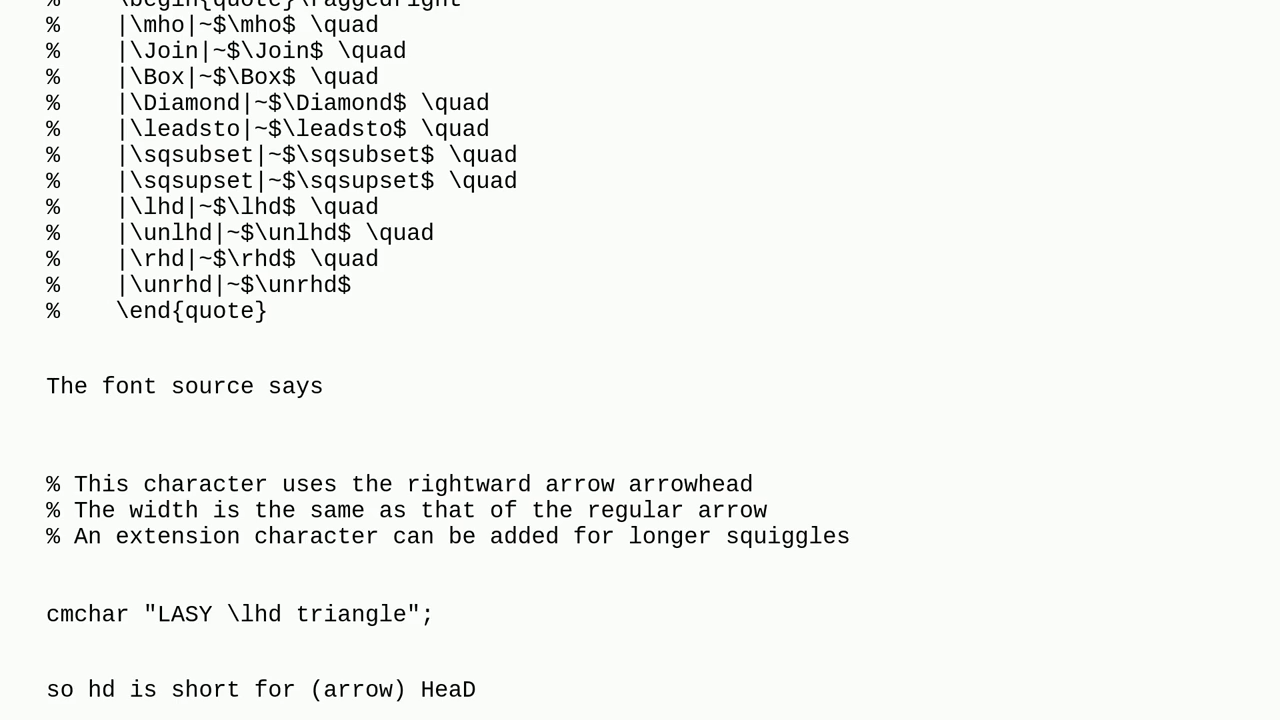 %    \begin{quote}\raggedright
%    |\mho|~$\mho$ \quad
%    |\Join|~$\Join$ \quad
%    |\Box|~$\Box$ \quad
%    |\Diamond|~$\Diamond$ \quad
%    |\leadsto|~$\leadsto$ \quad
%    |\sqsubset|~$\sqsubset$ \quad
%    |\sqsupset|~$\sqsupset$ \quad
%    |\lhd|~$\lhd$ \quad
%    |\unlhd|~$\unlhd$ \quad
%    |\rhd|~$\rhd$ \quad
%    |\unrhd|~$\unrhd$
%    \end{quote}
The font source says
% This character uses the rightward arrow arrowhead
% The width is the same as that of the regular arrow
% An extension character can be added for longer squiggles
cmchar "LASY \lhd triangle";
so hd is short for (arrow) HeaD